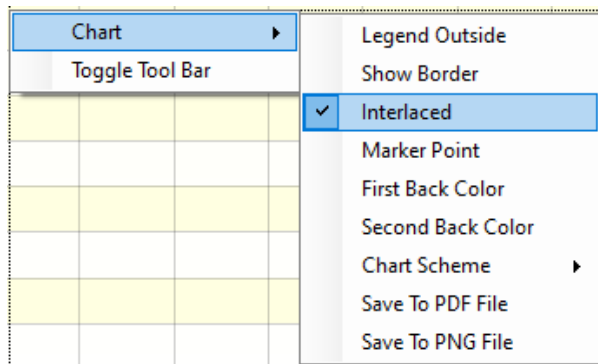 Chart
Toggle Tool Bar
Legend Outside
Show Border
Interlaced
Marker Point
First Back Color
Second Back Color
Chart Scheme
Save To PDF File
Save To PNG File